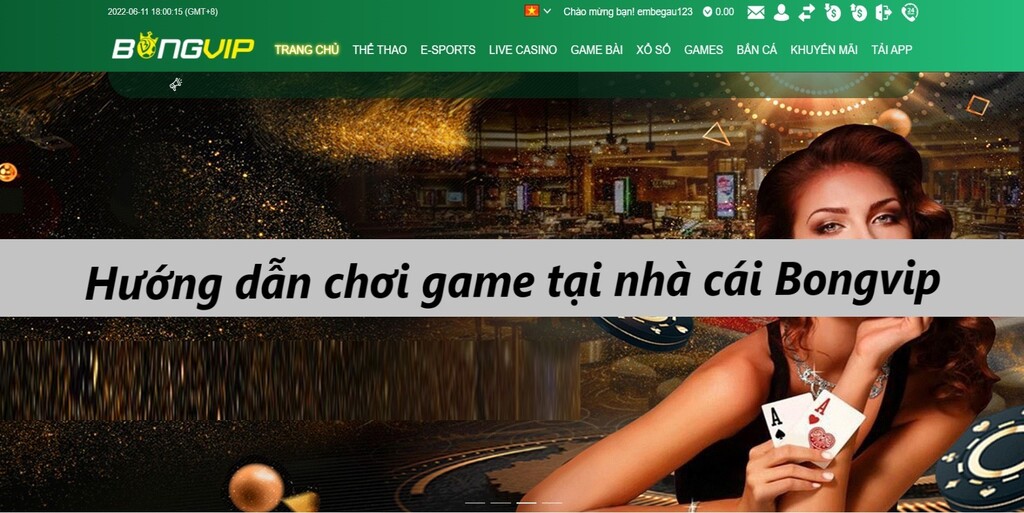 2022-06-11 18:00:15 (GMT+8)
Chào mừng bạn! embegau123 0.00
24
BONGVIP
TRANG CHỦ THỂ THAO E-SPORTS LIVE CASINO GAME BÀI XỔ SỐ GAMES BẮN CÁ KHUYẾN MÃI TẢI APP
Hướng dẫn chơi game tại nhà cái Bongvip
A A